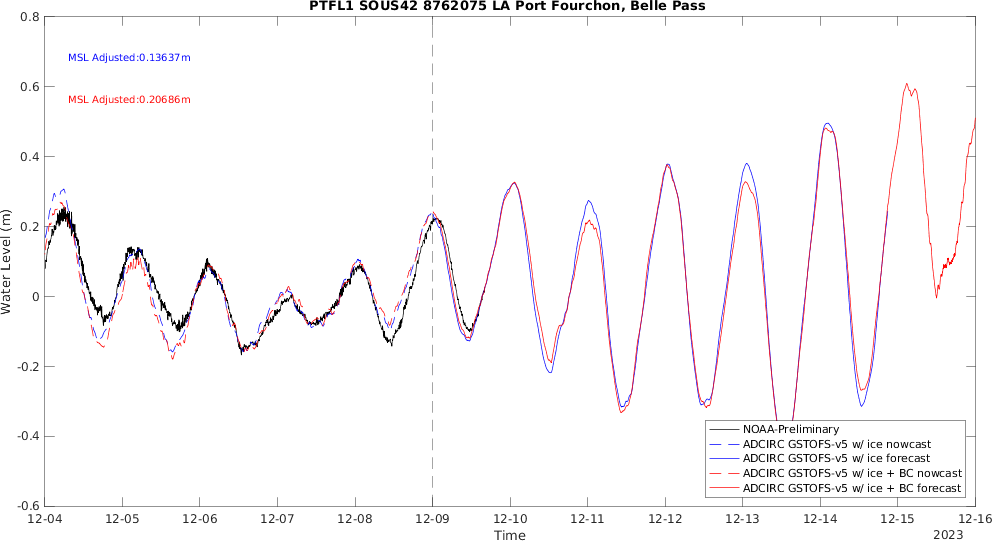 PTFL1 SOUS42 8762075 LA Port Fourchon, Belle Pass
0.8
MSL Adjusted:0.13637m
0.6
MSL Adjusted:0.20686m
0.4
0.2
Water Level (m)
0
-0.2
-0.4
NOAA-Preliminary
ADCIRC GSTOFS-v5 w/ ice nowcast
ADCIRC GSTOFS-v5 w/ ice forecast
ADCIRC GSTOFS-v5 w/ ice + BC nowcast
ADCIRC GSTOFS-v5 w/ ice + BC forecast
-0.6
12-04 12-05 12-06 12-07 12-08 12-09 12-10 12-11 12-12 12-13 12-14 12-15 12-16
Time
2023